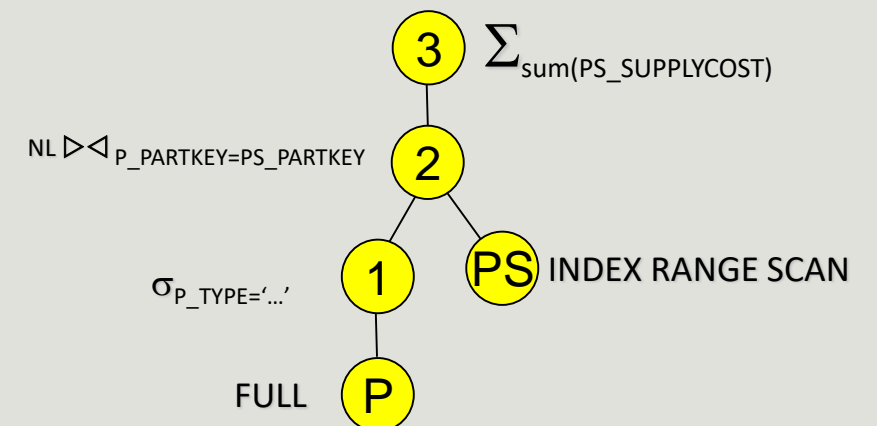 3 Σsum(PS_SUPPLYCOST)
NL ▷◁ P_PARTKEY=PS_PARTKEY 2
σP_TYPE=‘...’ 1 PS INDEX RANGE SCAN
FULL P